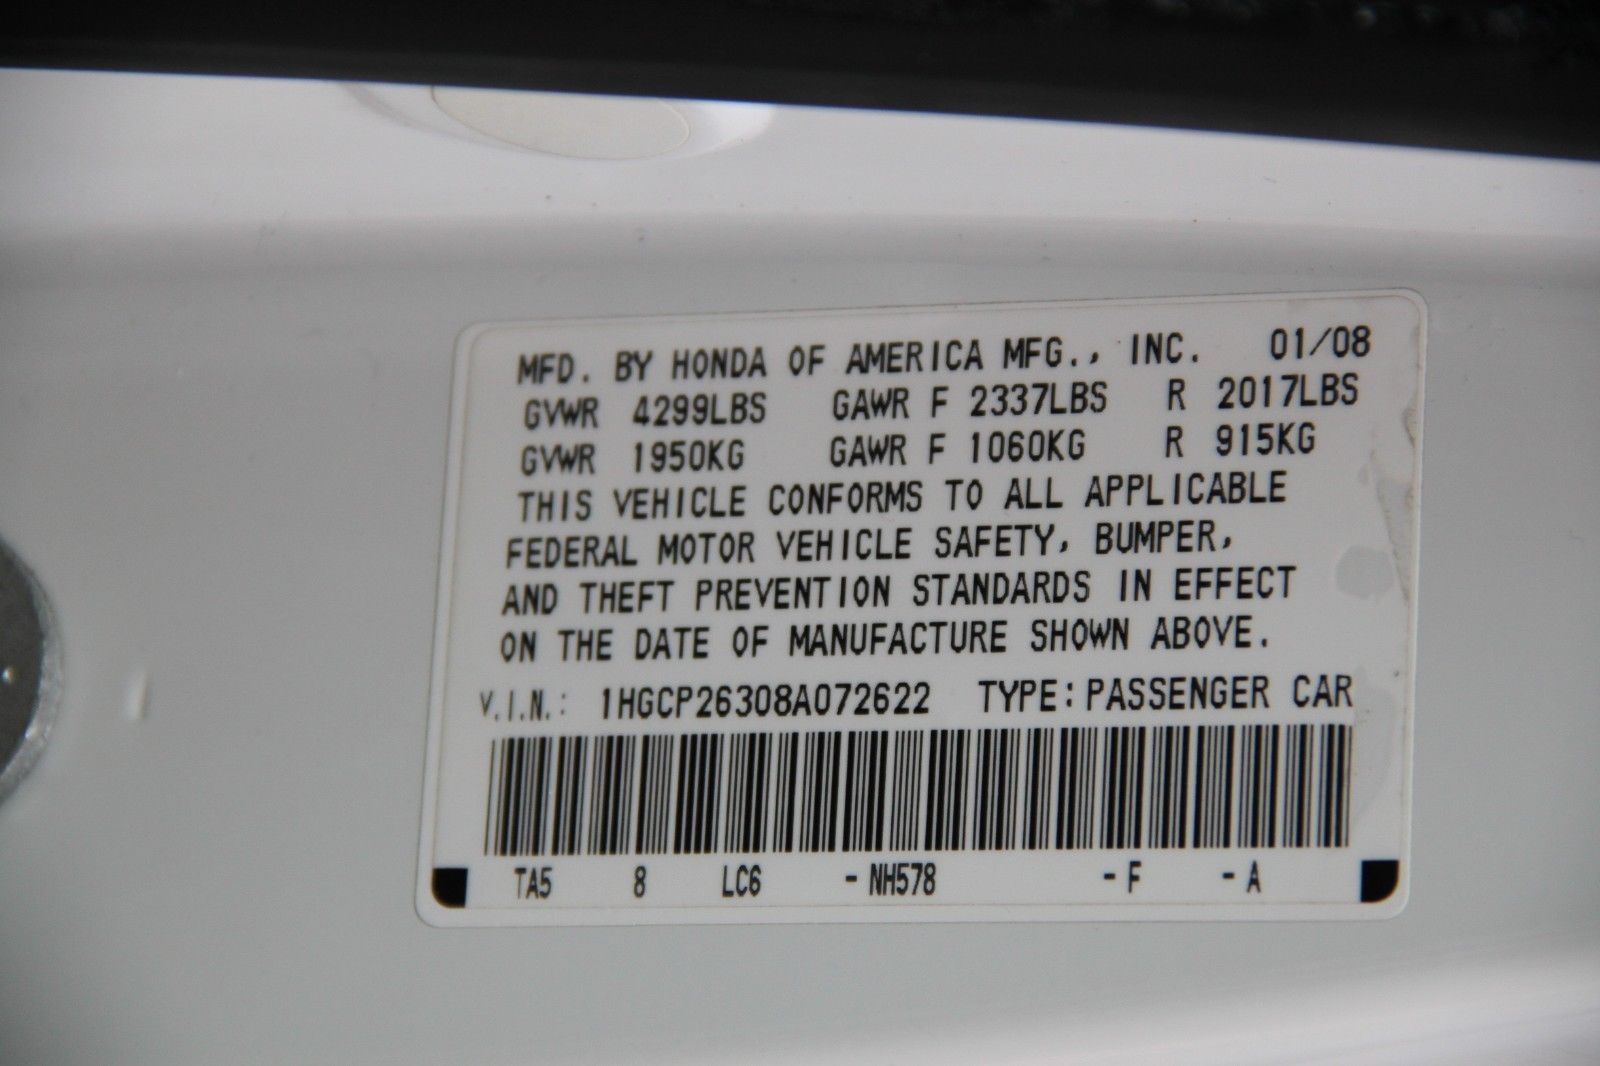 MFD. BY HONDA OF AMERICA MFG., INC. 01/08
GVWR 4299LBS GAWR F 2337LBS R 2017LBS
GVWR 1950KG GAWR F 1060KG R 915KG
THIS VEHICLE CONFORMS TO ALL APPLICABLE
FEDERAL MOTOR VEHICLE SAFETY, BUMPER,
AND THEFT PREVENTION STANDARDS IN EFFECT
ON THE DATE OF MANUFACTURE SHOWN ABOVE.
V.I.N.: 1HGCP26308A072622 TYPE:PASSENGER CAR
TA5 8 LC6 -NH578 -F -A